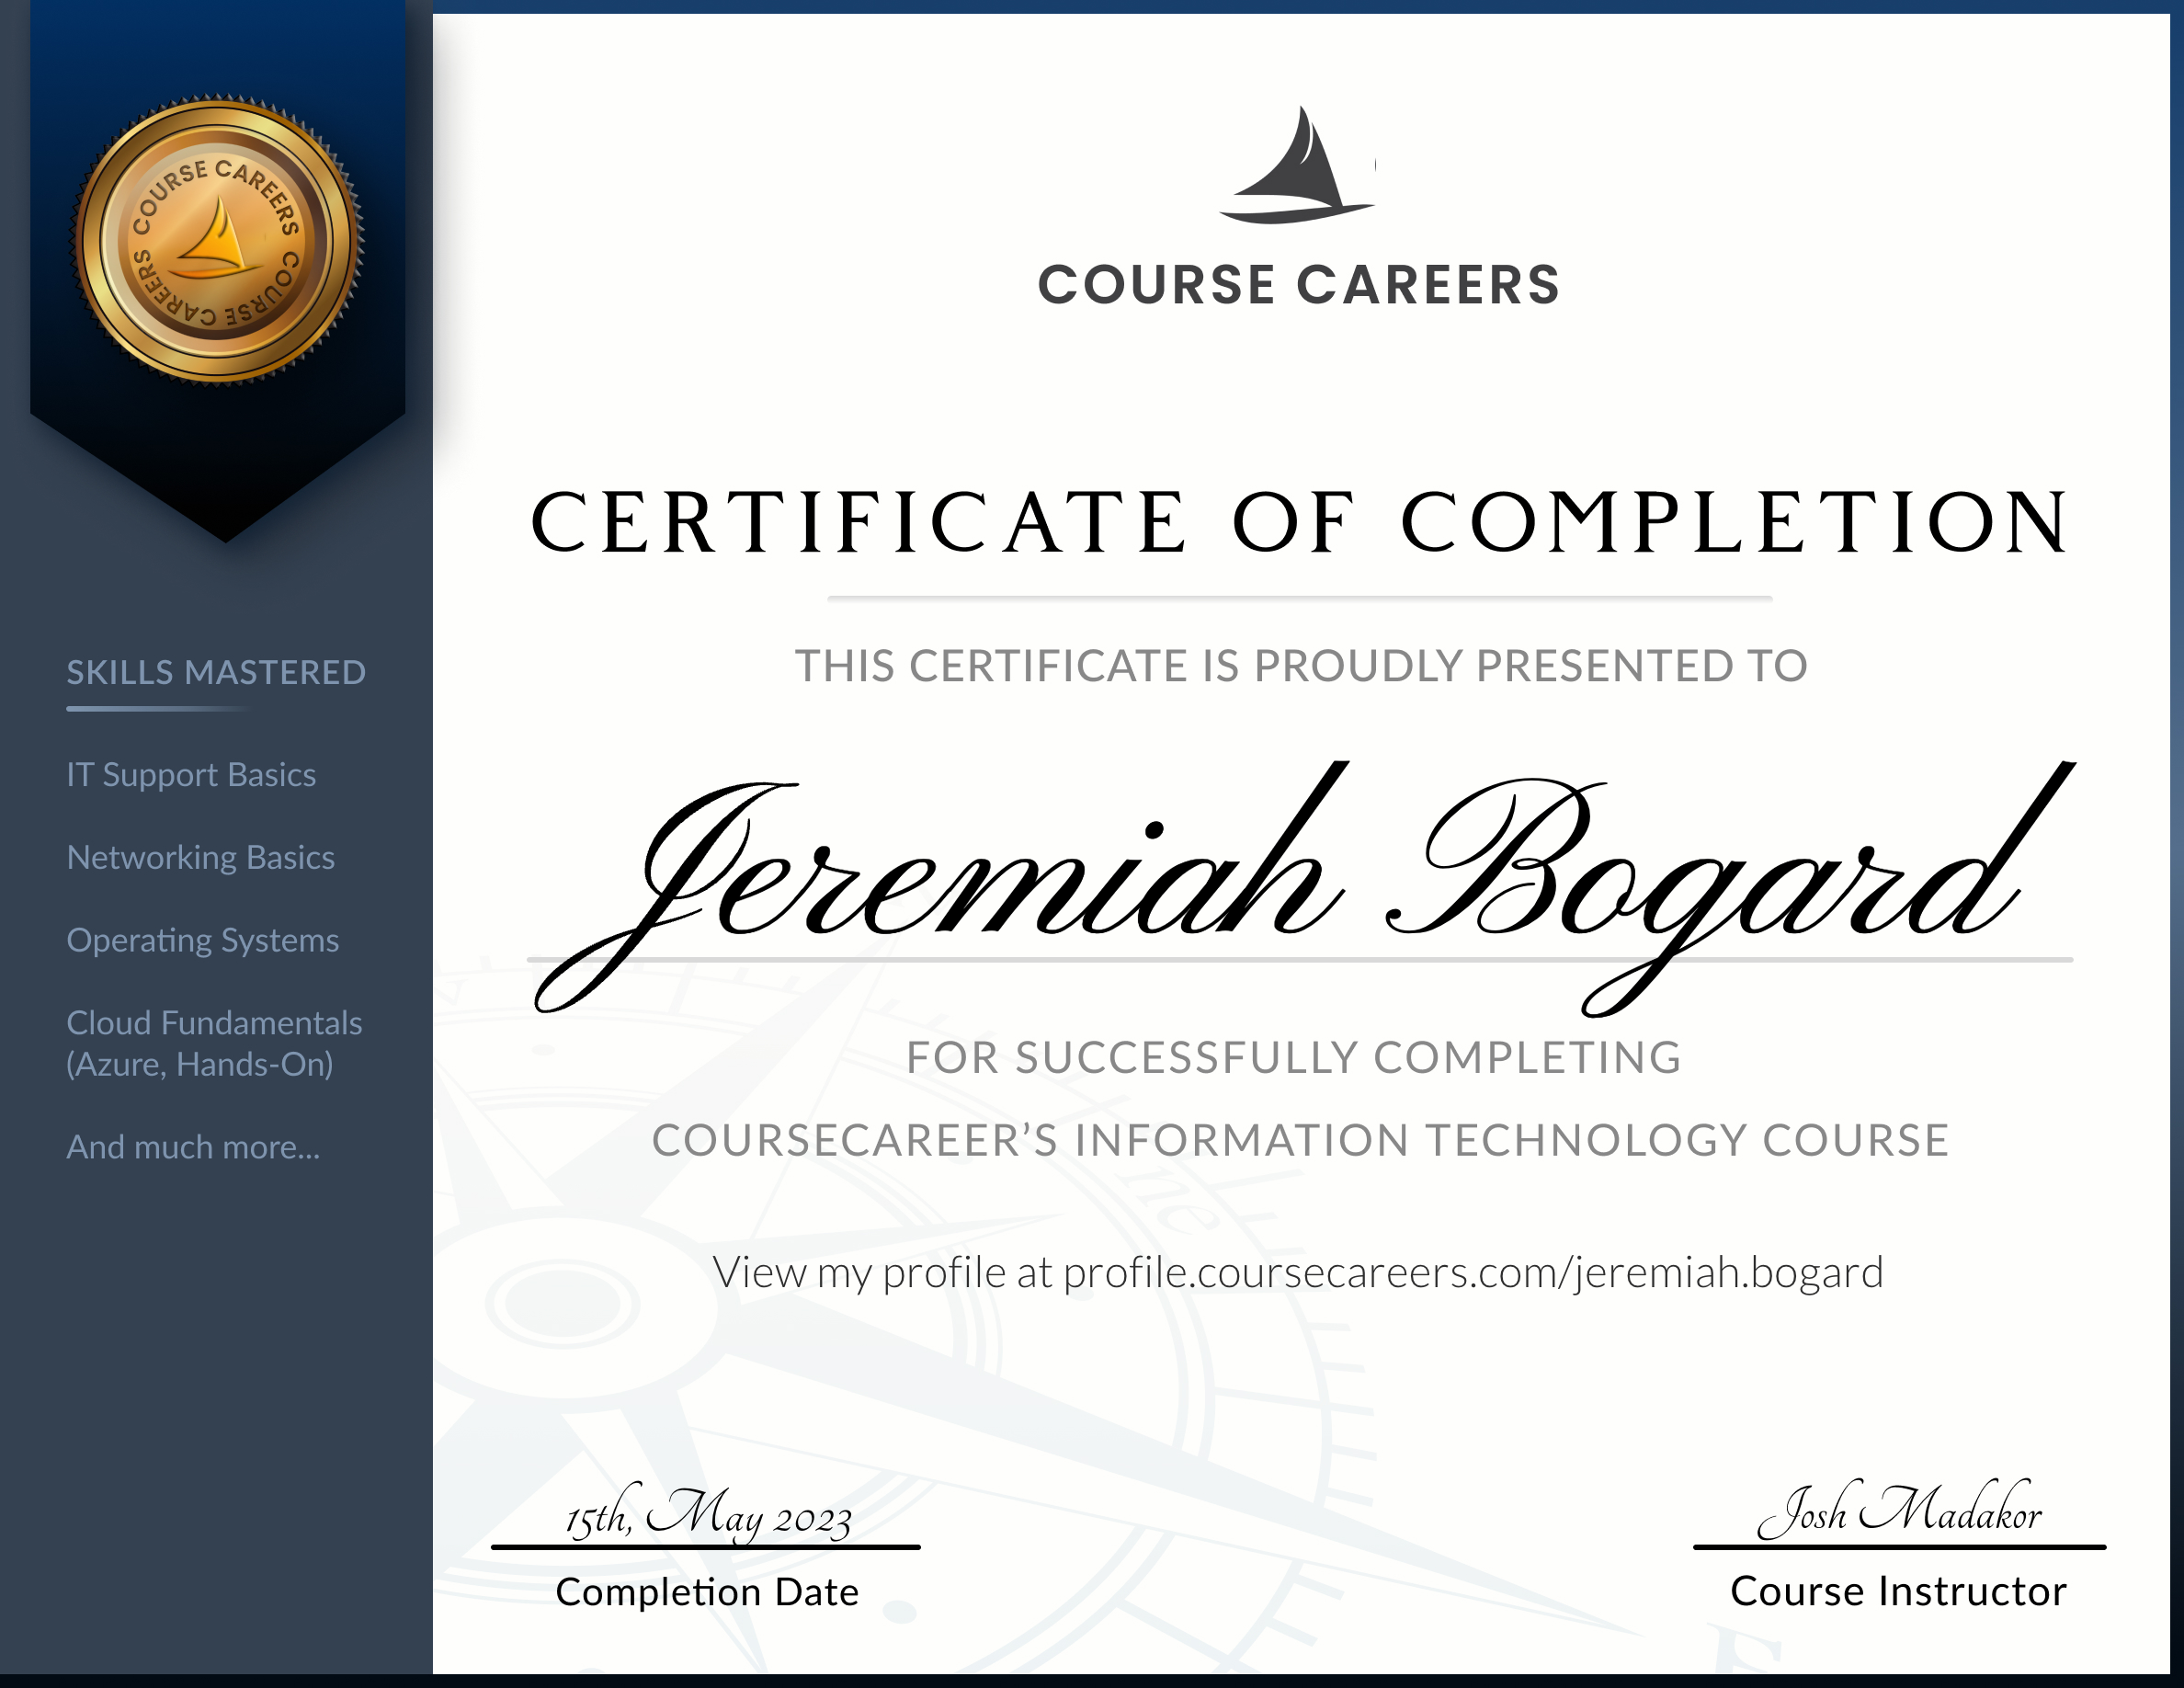 COURSE CAREERS COURSE CAREERS
SKILLS MASTERED
IT Support Basics
Networking Basics
Operating Systems
Cloud Fundamentals
(Azure, Hands-On)
And much more...
COURSE CAREERS
CERTIFICATE OF COMPLETION
THIS CERTIFICATE IS PROUDLY PRESENTED TO
Jeremiah Bogard
FOR SUCCESSFULLY COMPLETING
COURSECAREER’S INFORMATION TECHNOLOGY COURSE
View my profile at profile.coursecareers.com/jeremiah.bogard
15th, May 2023
Completion Date
Josh Madakor
Course Instructor
ne
E